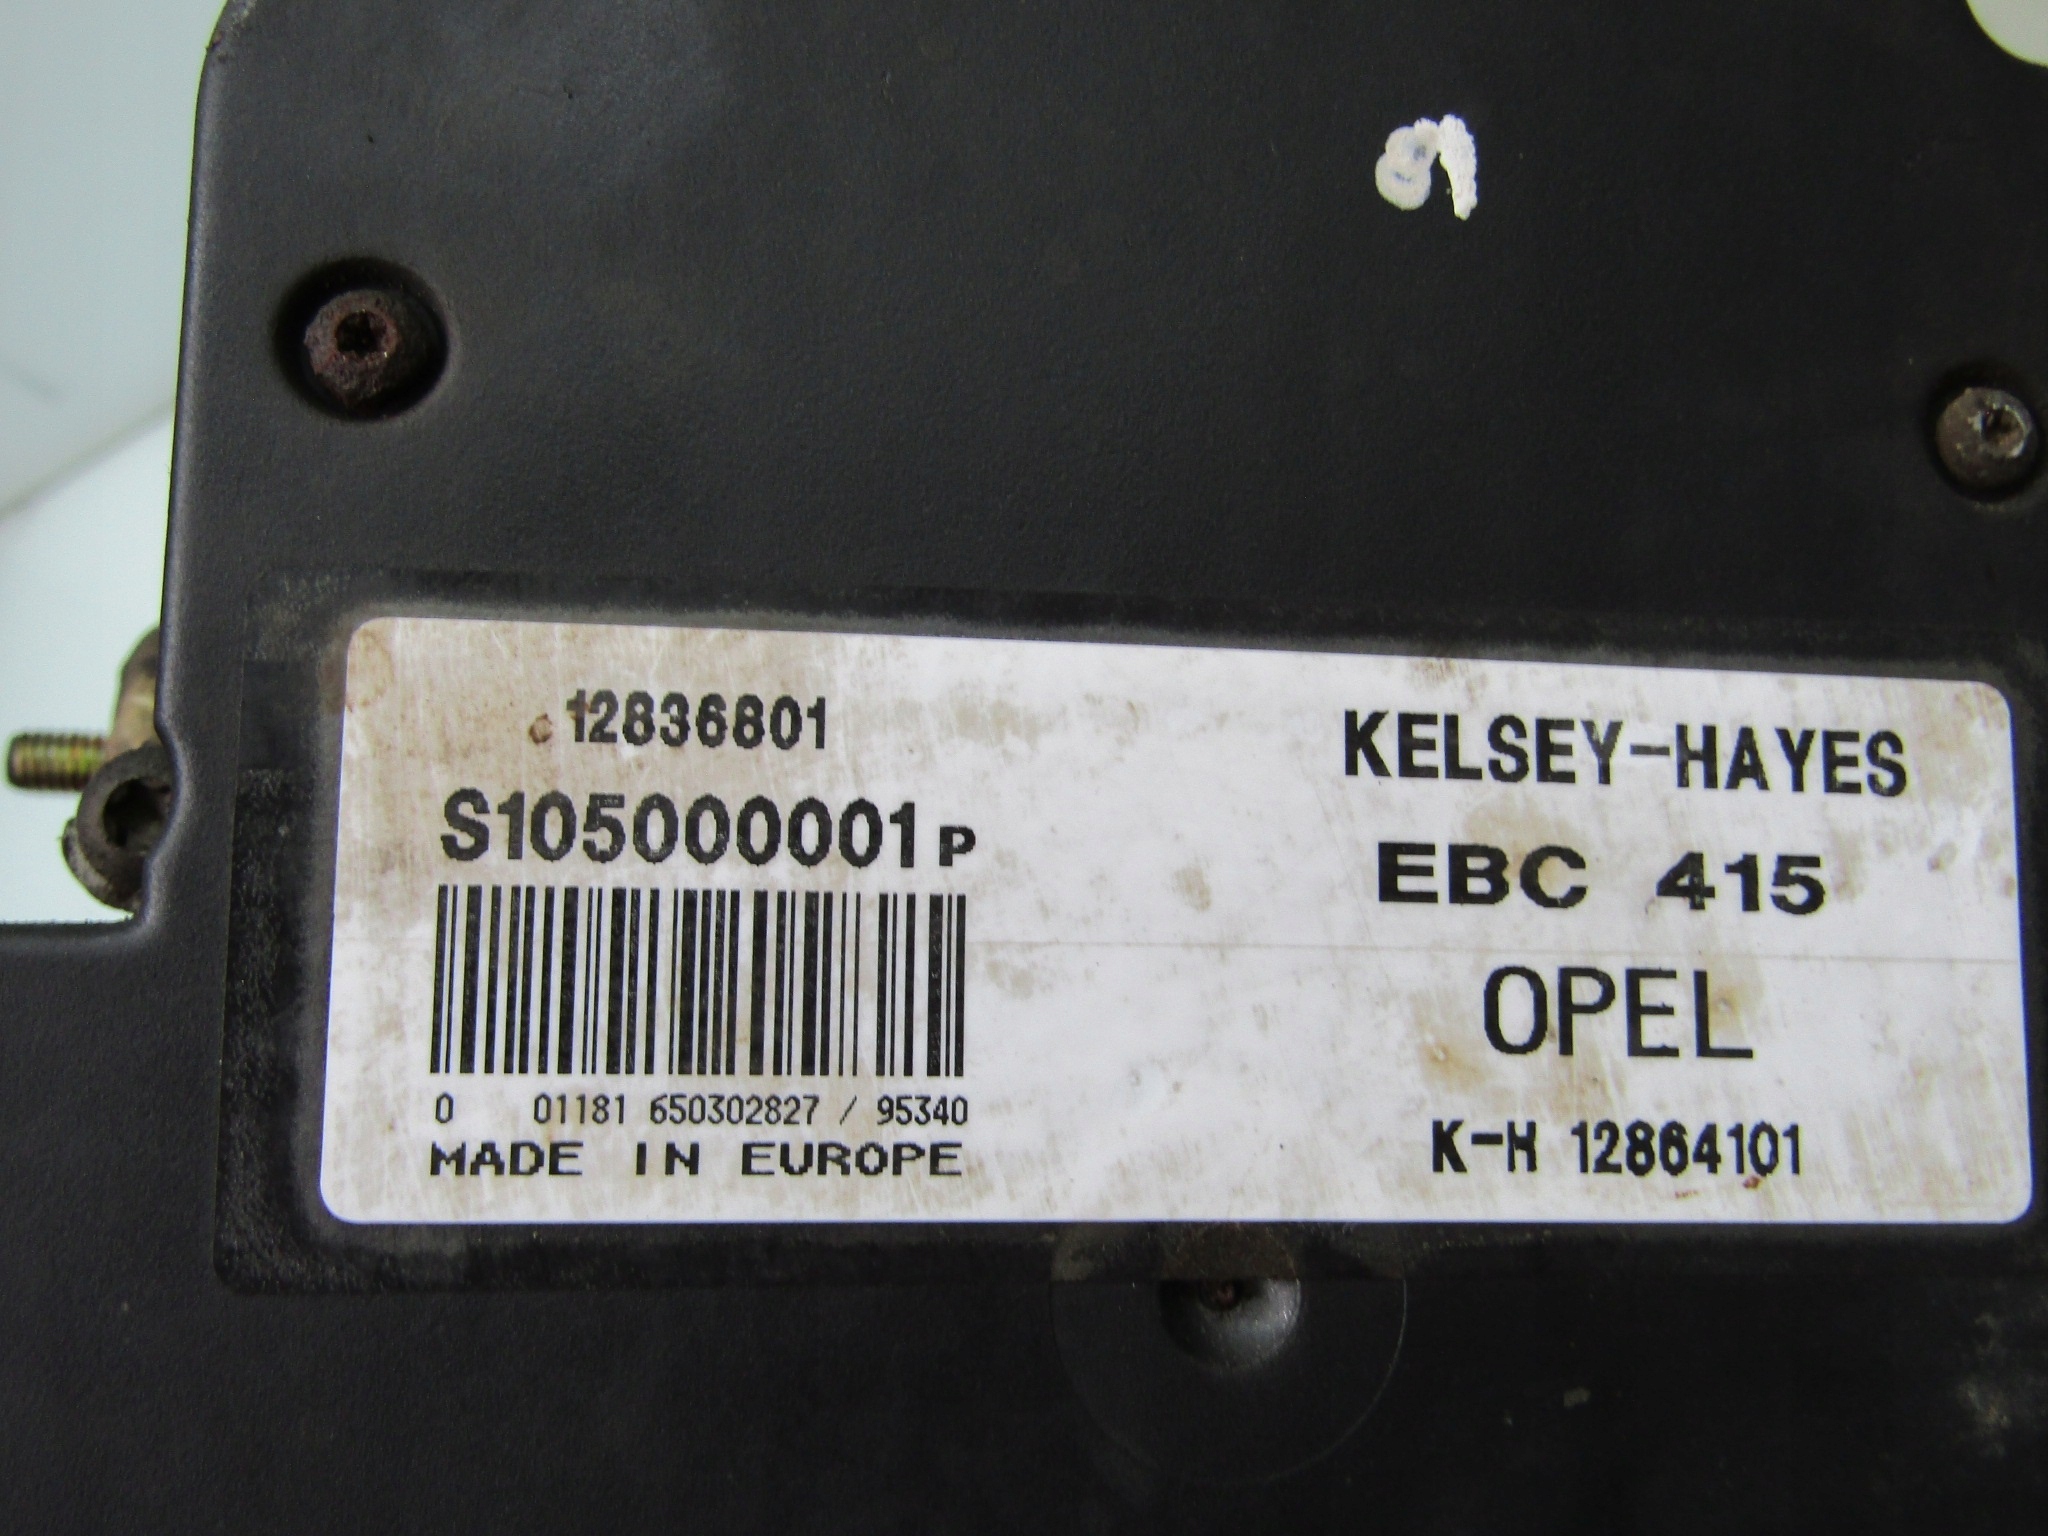 12836801
S105000001P
0 01181 650302827 / 95340
MADE IN EUROPE
KELSEY-HAYES
EBC 415
OPEL
K-H 12864101